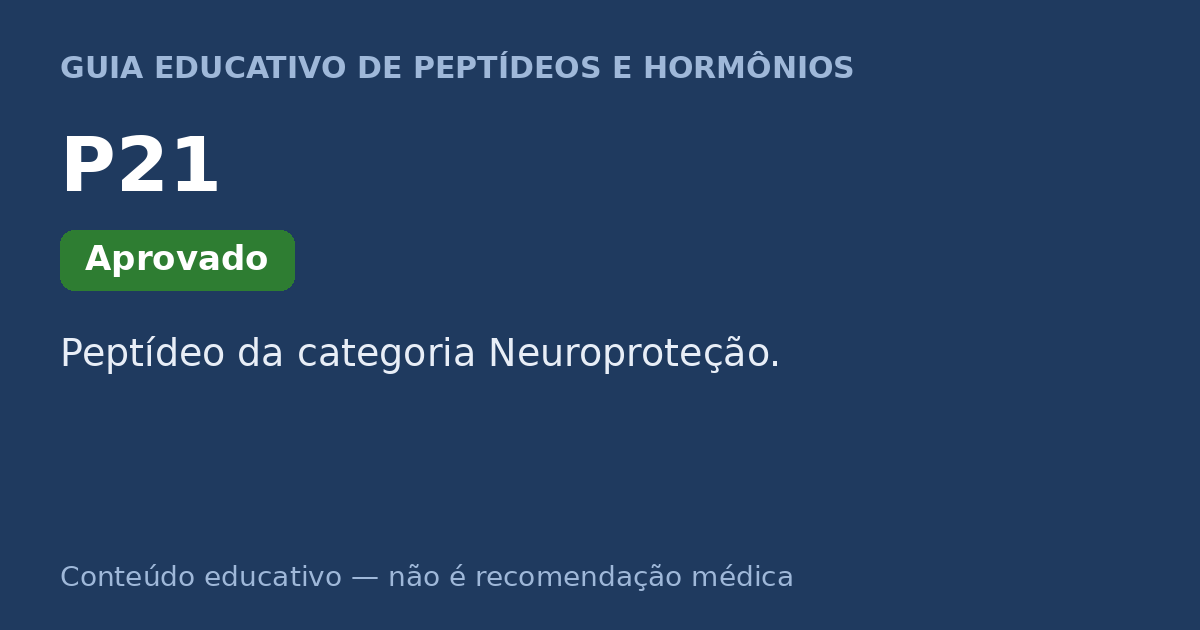 GUIA EDUCATIVO DE PEPTÍDEOS E HORMÔNIOS
P21
Aprovado
Peptídeo da categoria Neuroproteção.
Conteúdo educativo — não é recomendação médica